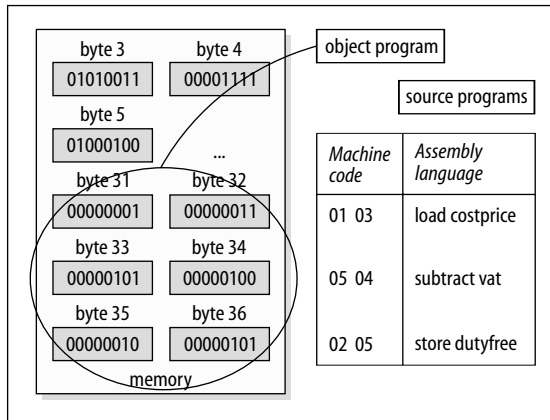 byte 3 byte 4
01010011 00001111
byte 5
01000100
...
byte 31 byte 32
00000001 00000011
byte 33 byte 34
00000101 00000100
byte 35 byte 36
00000010 00000101
memory
object program
source programs
Machine code Assembly language
01 03 load costprice
05 04 subtract vat
02 05 store dutyfree